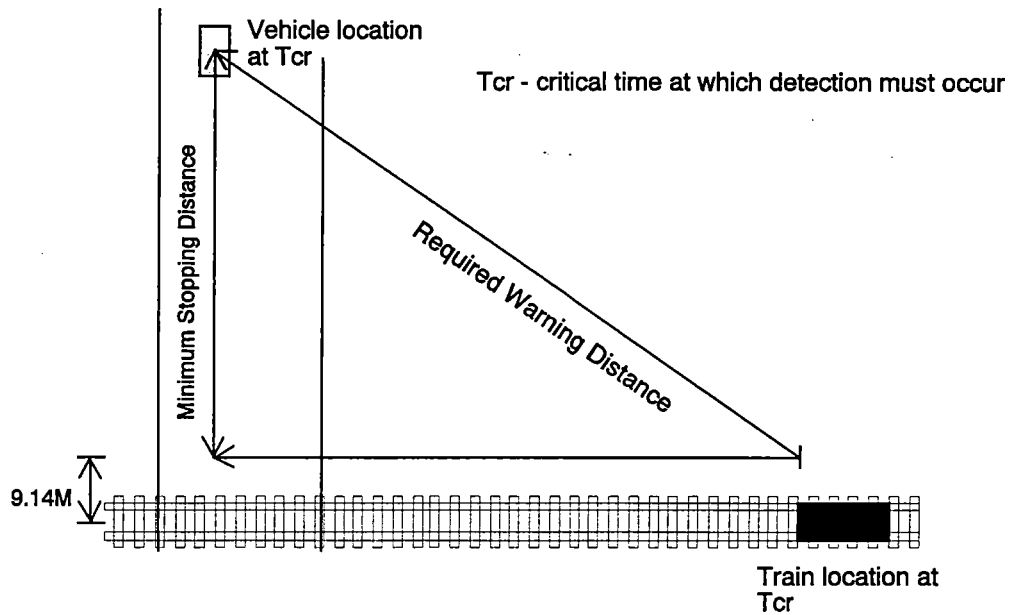 Vehicle location
at Tcr
Tcr - critical time at which detection must occur
Minimum Stopping Distance
Required Warning Distance
9.14M
Train location at
Tcr